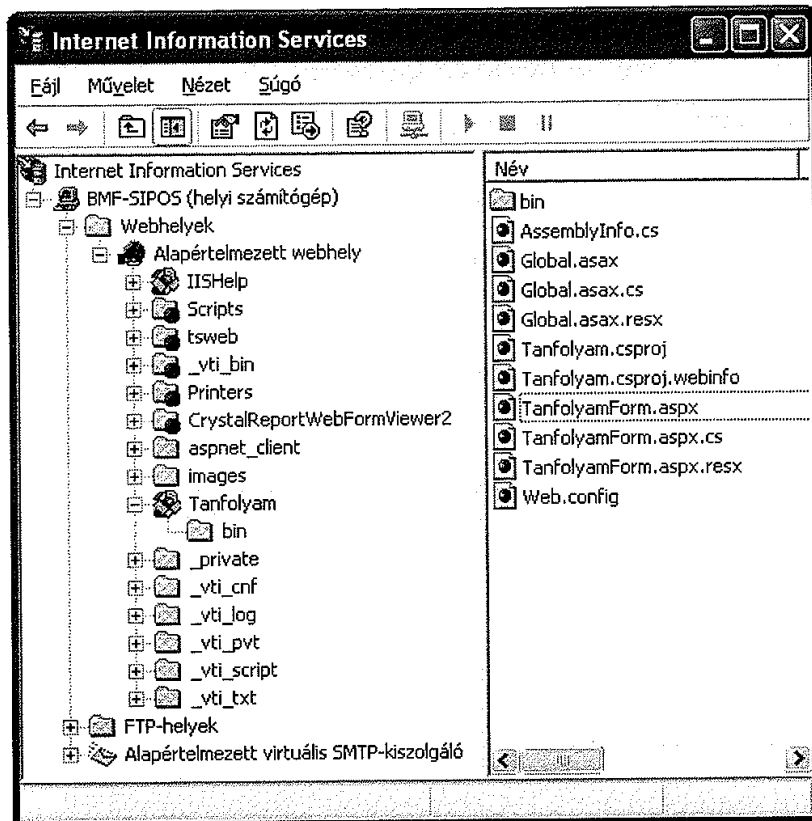 Internet Information Services
Fájl Művelet Nézet Súgó
Internet Information Services
BMF-SIPOS (helyi számítógép)
Webhelyek
Alapértelmezett webhely
IISHelp
Scripts
tsweb
_vti_bin
Printers
CrystalReportWebFormViewer2
aspnet_client
images
Tanfolyam
bin
_private
_vti_cnf
_vti_log
_vti_pvt
_vti_script
_vti_txt
FTP-helyek
Alapértelmezett virtuális SMTP-kiszolgáló
Név
bin
AssemblyInfo.cs
Global.asax
Global.asax.cs
Global.asax.resx
Tanfolyam.csproj
Tanfolyam.csproj.webinfo
TanfolyamForm.aspx
TanfolyamForm.aspx.cs
TanfolyamForm.aspx.resx
Web.config